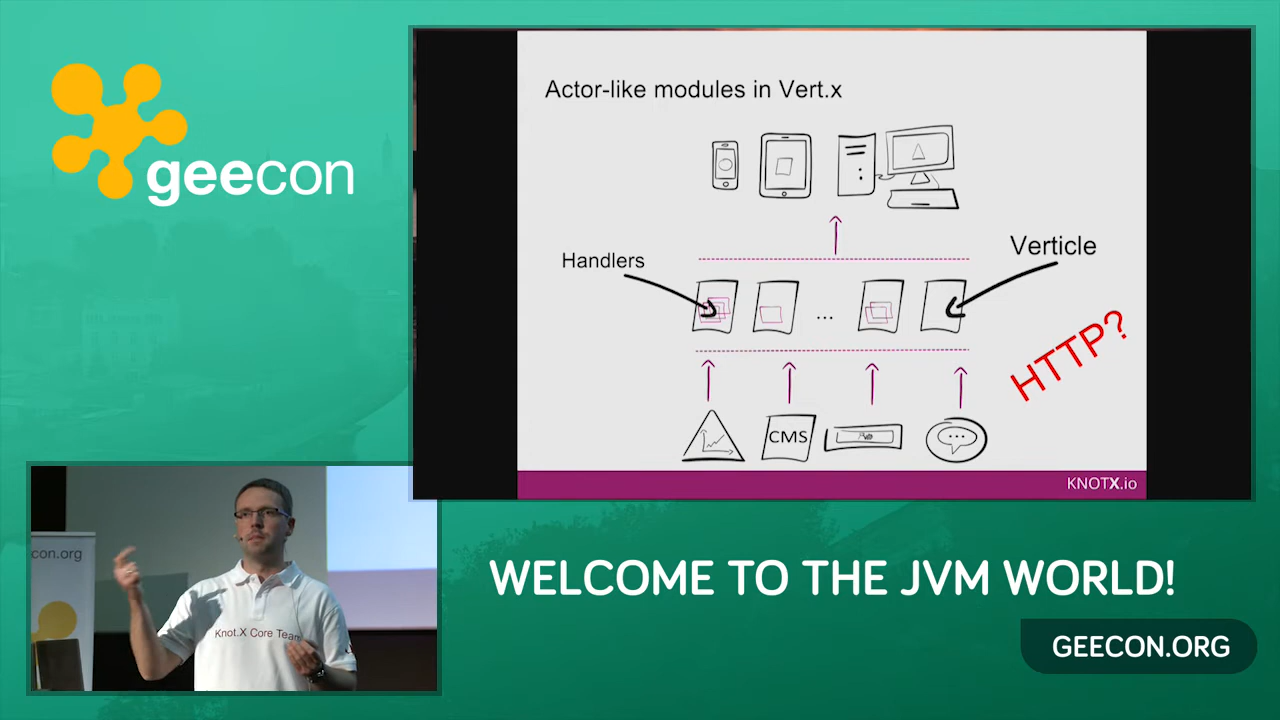 geecon
Actor-like modules in Vert.x
Handlers
Verticle
...
HTTP?
CMS
...
KNOTX.io
con.org
Knot.X Core Team
WELCOME TO THE JVM WORLD!
GEECON.ORG